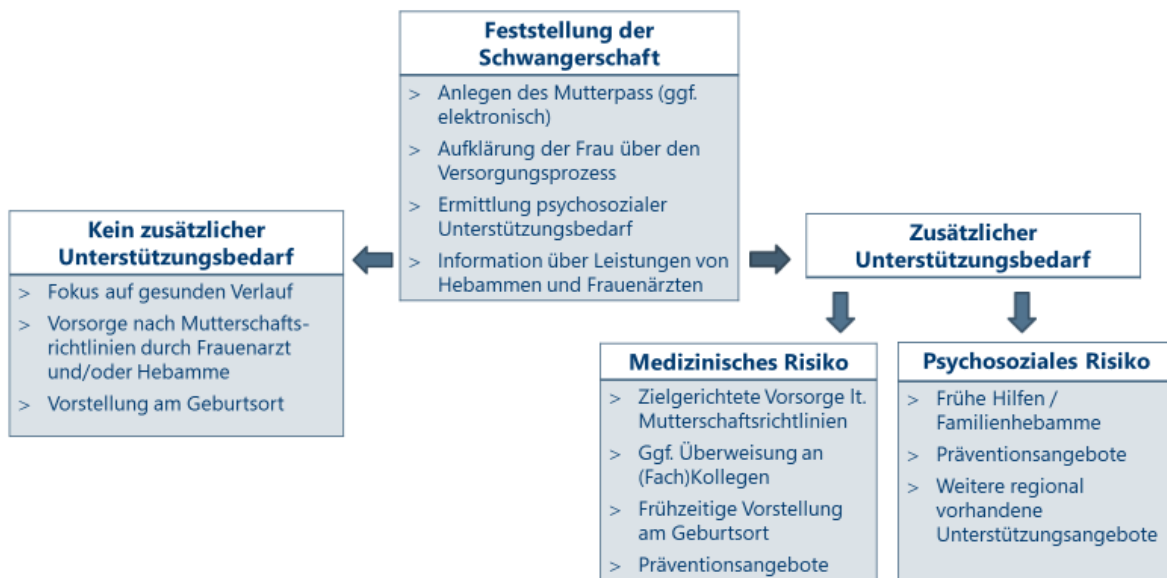 Feststellung der
Schwangerschaft
> Anlegen des Mutterpass (ggf.
elektronisch)
> Aufklärung der Frau über den
Versorgungsprozess
> Ermittlung psychosozialer
Unterstützungsbedarf
> Information über Leistungen von
Hebammen und Frauenärzten
Kein zusätzlicher
Unterstützungsbedarf
> Fokus auf gesunden Verlauf
> Vorsorge nach Mutterschafts-
richtlinien durch Frauenarzt
und/oder Hebamme
> Vorstellung am Geburtsort
Zusätzlicher
Unterstützungsbedarf
Medizinisches Risiko
> Zielgerichtete Vorsorge lt.
Mutterschaftsrichtlinien
> Ggf. Überweisung an
(Fach)Kollegen
> Frühzeitige Vorstellung
am Geburtsort
> Präventionsangebote
Psychosoziales Risiko
> Frühe Hilfen /
Familienhebamme
> Präventionsangebote
> Weitere regional
vorhandene
Unterstützungsangebote